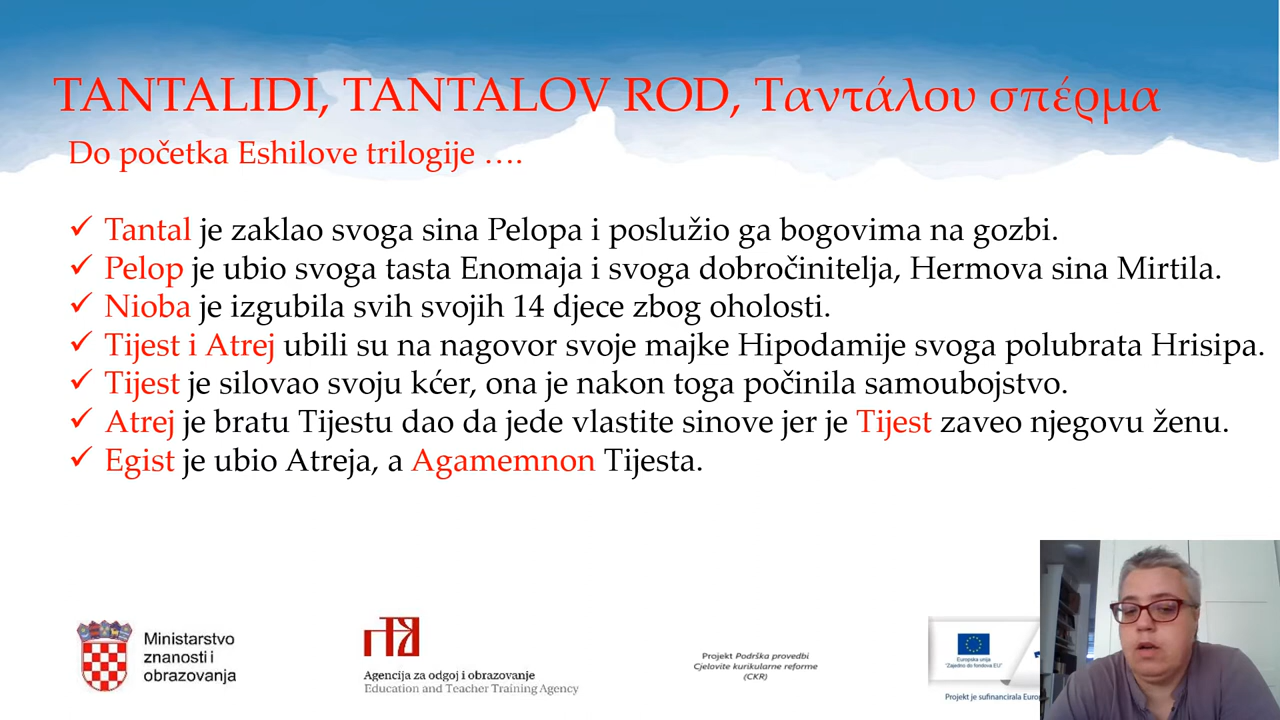 TANTALIDI, TANTALOV ROD, Ταντάλου σπέρμα
Do početka Eshilove trilogije ….
✓ Tantal je zaklao svoga sina Pelopa i poslužio ga bogovima na gozbi.
✓ Pelop je ubio svoga tasta Enomaja i svoga dobročinitelja, Hermova sina Mirtila.
✓ Nioba je izgubila svih svojih 14 djece zbog oholosti.
✓ Tijest i Atrej ubili su na nagovor svoje majke Hipodamije svoga polubrata Hrisipa.
✓ Tijest je silovao svoju kćer, ona je nakon toga počinila samoubojstvo.
✓ Atrej je bratu Tijestu dao da jede vlastite sinove jer je Tijest zaveo njegovu ženu.
✓ Egist je ubio Atreja, a Agamemnon Tijesta.
Ministarstvo
znanosti i
obrazovanja
Agencija za odgoj i obrazovanje
Education and Teacher Training Agency
Projekt Podrška provedbi
Cjelovite kurikularne reforme
(CKR)
Europska unija
"Zajedno do fondova EU"
Projekt je sufinancirala Euro